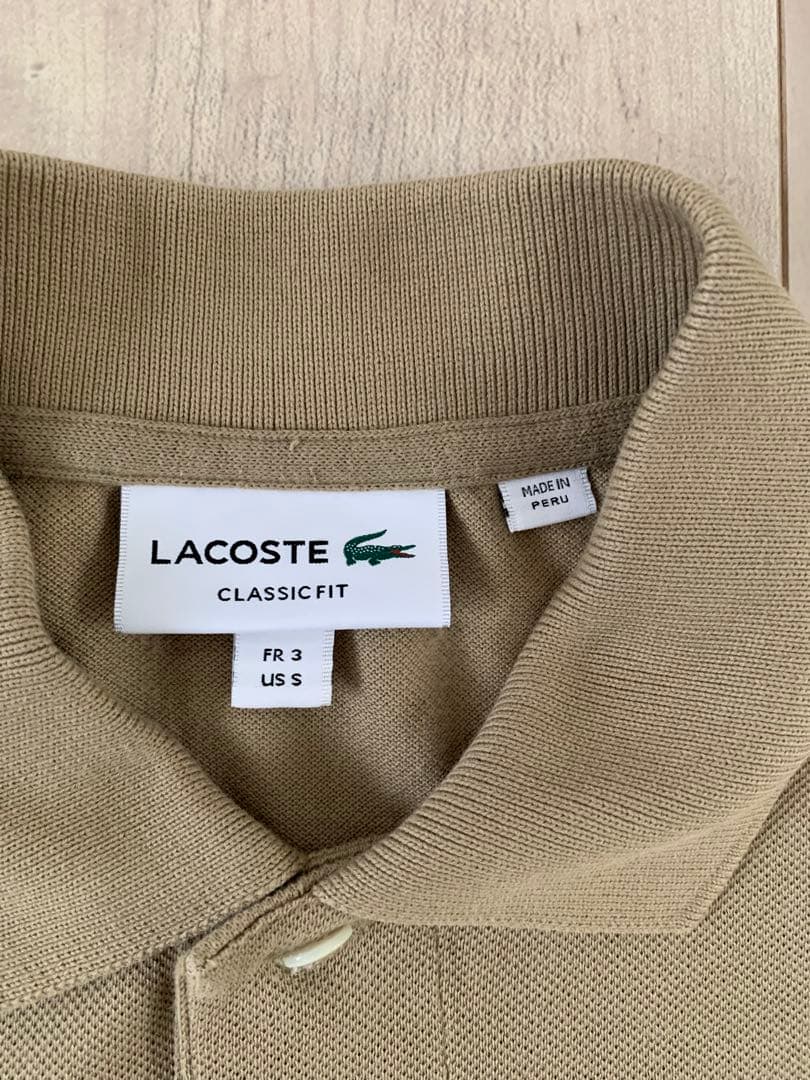 LACOSTE
CLASSIC FIT
FR 3
US S
MADE IN
PERU